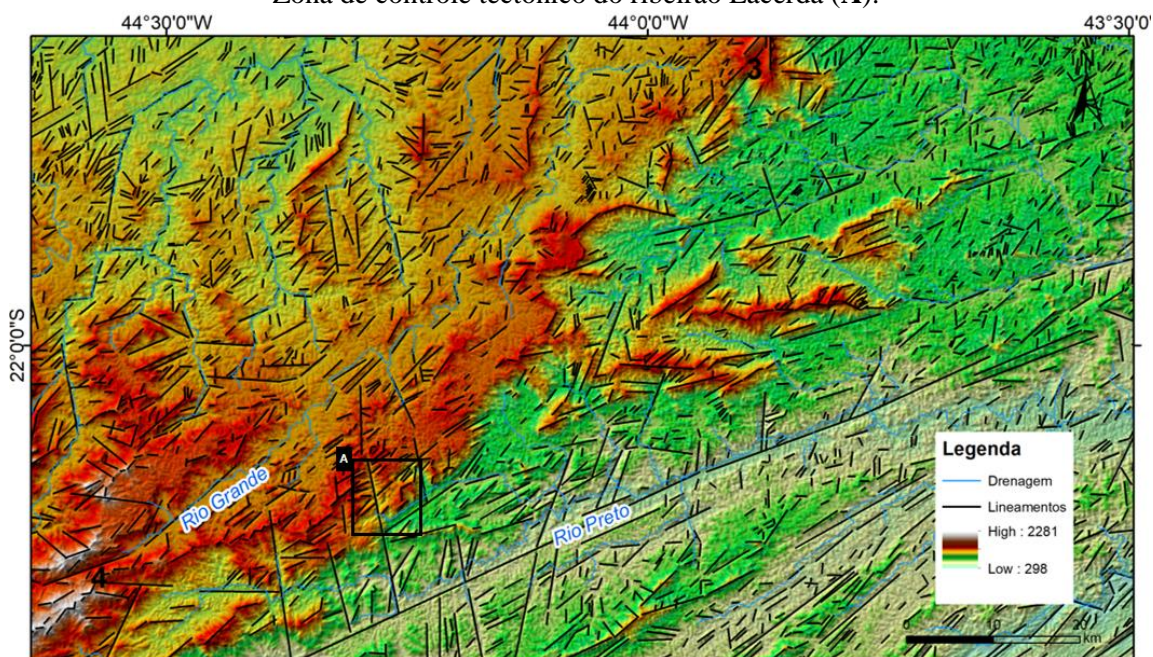 Zona de controle tectônico do ribeirão Lacerda (A).
44°30'0"W
44°0'0"W
43°30'0"W
3
22°0'0"S
A
Rio Grande
Rio Preto
4
Legenda
Drenagem
Lineamentos
High : 2281
Low : 298
0 10 20
km